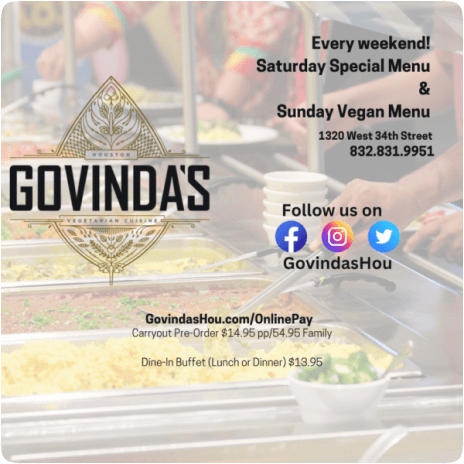 Every weekend!
Saturday Special Menu
&
Sunday Vegan Menu
1320 West 34th Street
832.831.9951
HOUSTON
GOVINDA'S
VEGETARIAN CUISINE
Follow us on
GovindasHou
GovindasHou.com/OnlinePay
Carryout Pre-Order $14.95 pp/54.95 Family
Dine-In Buffet (Lunch or Dinner) $13.95